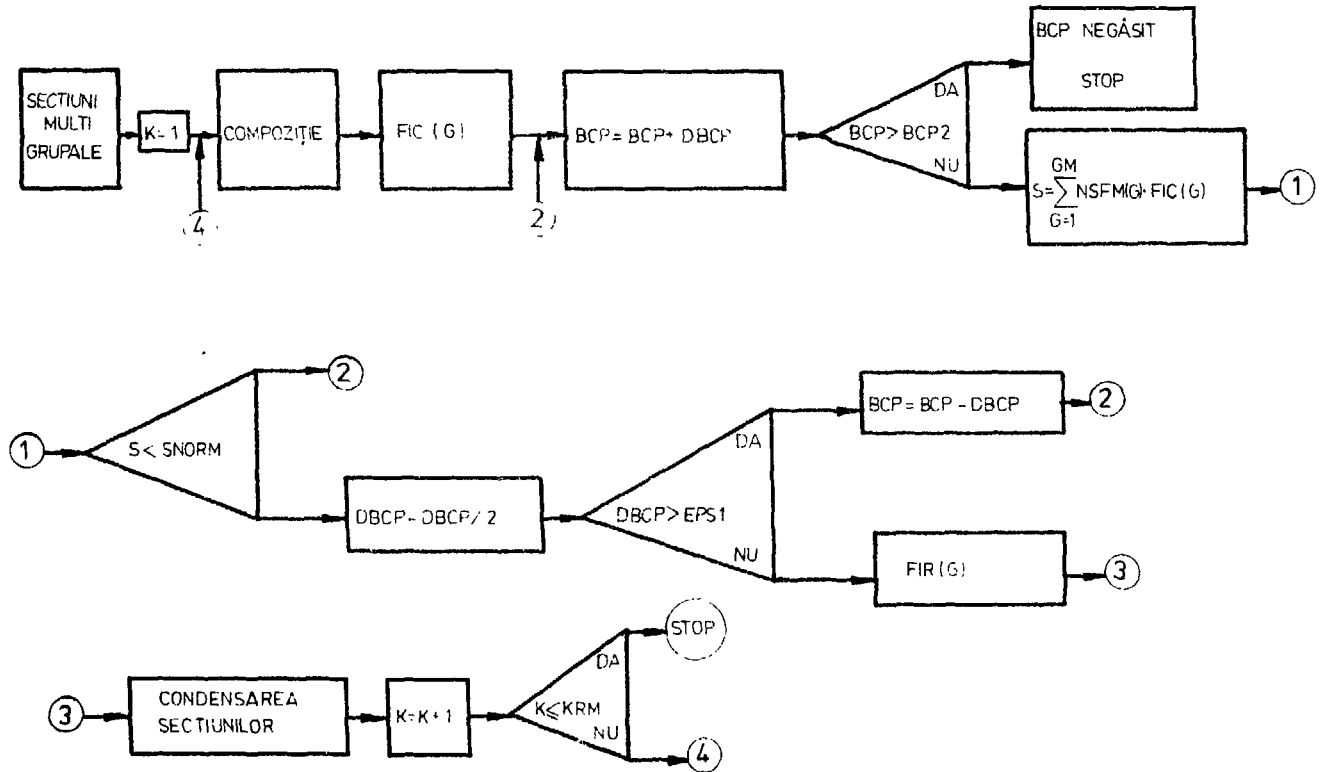 SECTIUNI
MULTI
GRUPALE
K=1
COMPOZIȚIE
FIC (G)
BCP = BCP+ DBCP
BCP > BCP2
DA
NU
BCP NEGĂSIT
STOP
GM
S=∑NSFM(G)·FIC(G)
G=1
1
4
2
1
S < SNORM
2
DBCP=DBCP/2
DBCP > EPS1
DA
NU
BCP = BCP - DBCP
2
FIR(G)
3
3
CONDENSAREA
SECTIUNILOR
K=K+1
K⩽KRM
DA
NU
STOP
4